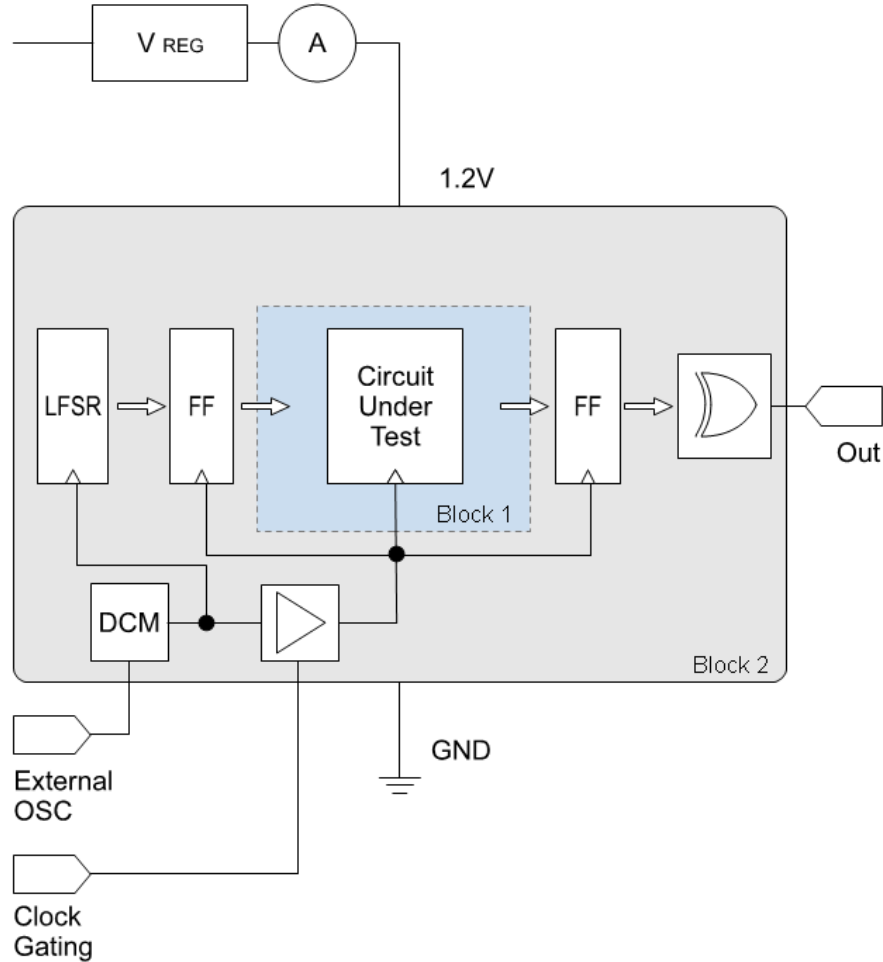 V REG
A
1.2V
LFSR
FF
Circuit
Under
Test
FF
Out
Block 1
DCM
Block 2
External
OSC
GND
Clock
Gating